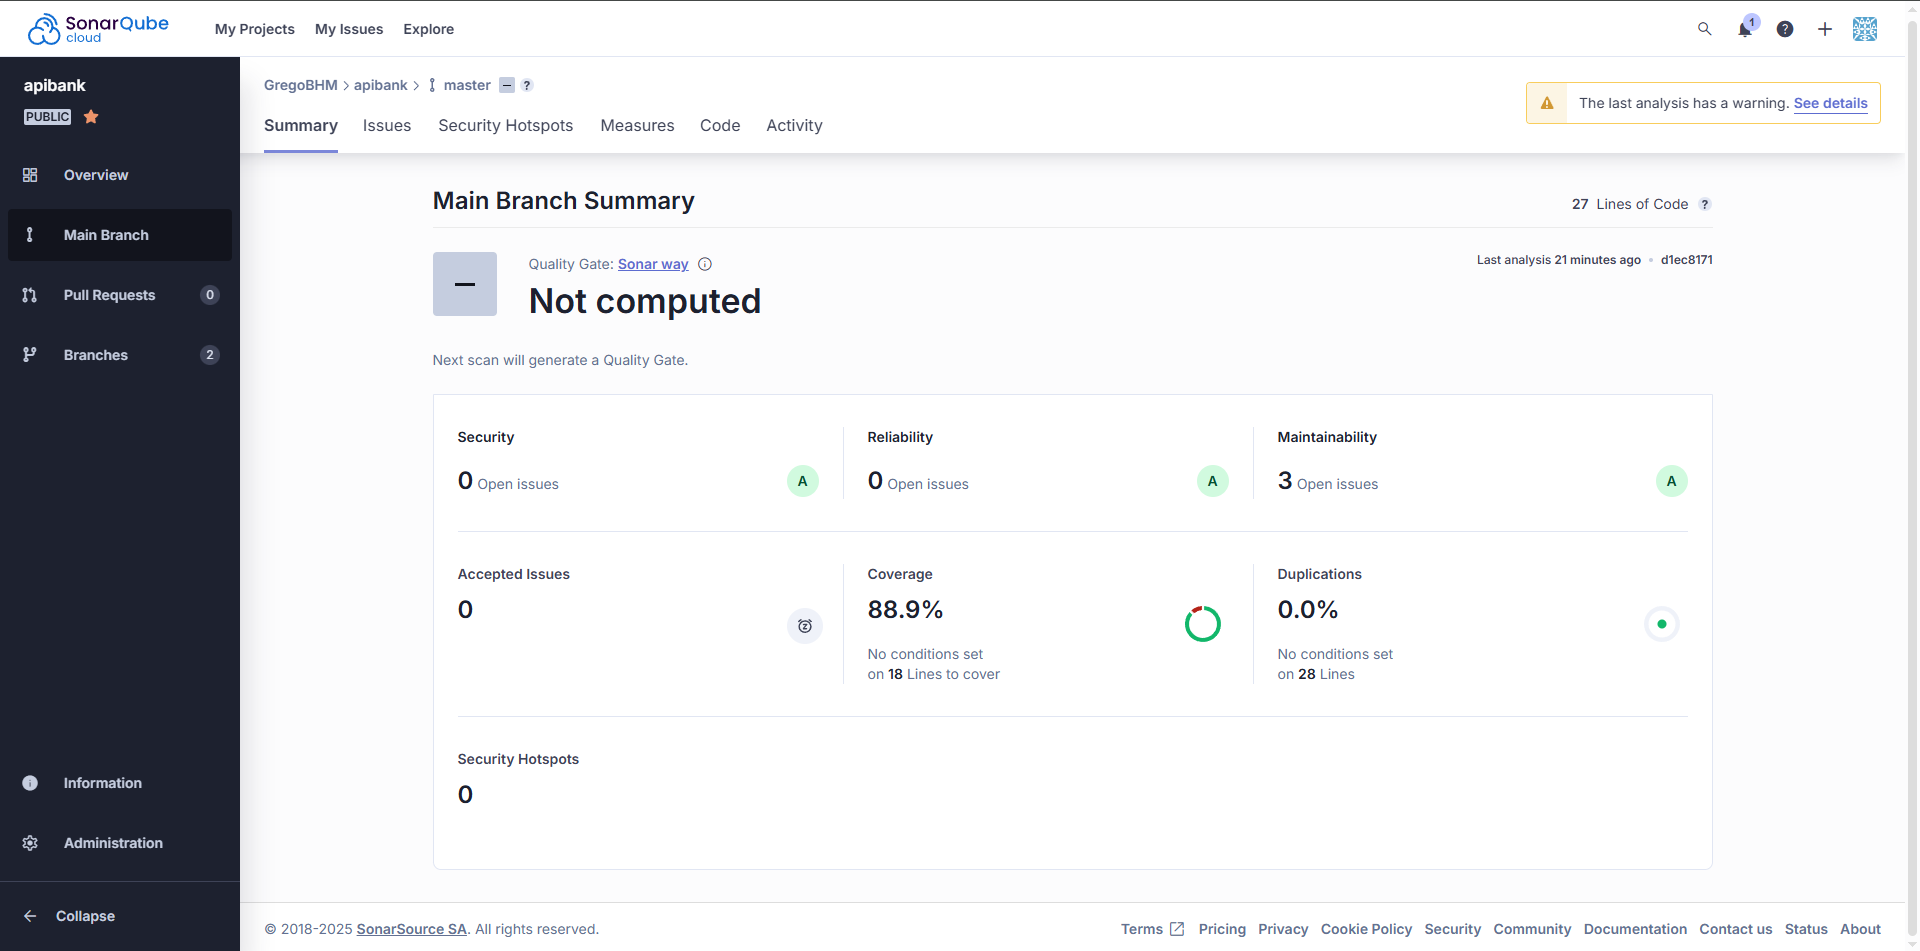 SonarQube cloud
My Projects My Issues Explore
1 ?
apibank
PUBLIC
Overview
Main Branch
Pull Requests 0
Branches 2
Information
Administration
Collapse
GregoBHM > apibank > master – ?
The last analysis has a warning. See details
Summary Issues Security Hotspots Measures Code Activity
Main Branch Summary
27 Lines of Code ?
Quality Gate: Sonar way
Last analysis 21 minutes ago • d1ec8171
Not computed
Next scan will generate a Quality Gate.
Security
0 Open issues A
Reliability
0 Open issues A
Maintainability
3 Open issues A
Accepted Issues
0
Coverage
88.9%
No conditions set
on 18 Lines to cover
Duplications
0.0%
No conditions set
on 28 Lines
Security Hotspots
0
© 2018-2025 SonarSource SA. All rights reserved.
Terms Pricing Privacy Cookie Policy Security Community Documentation Contact us Status About